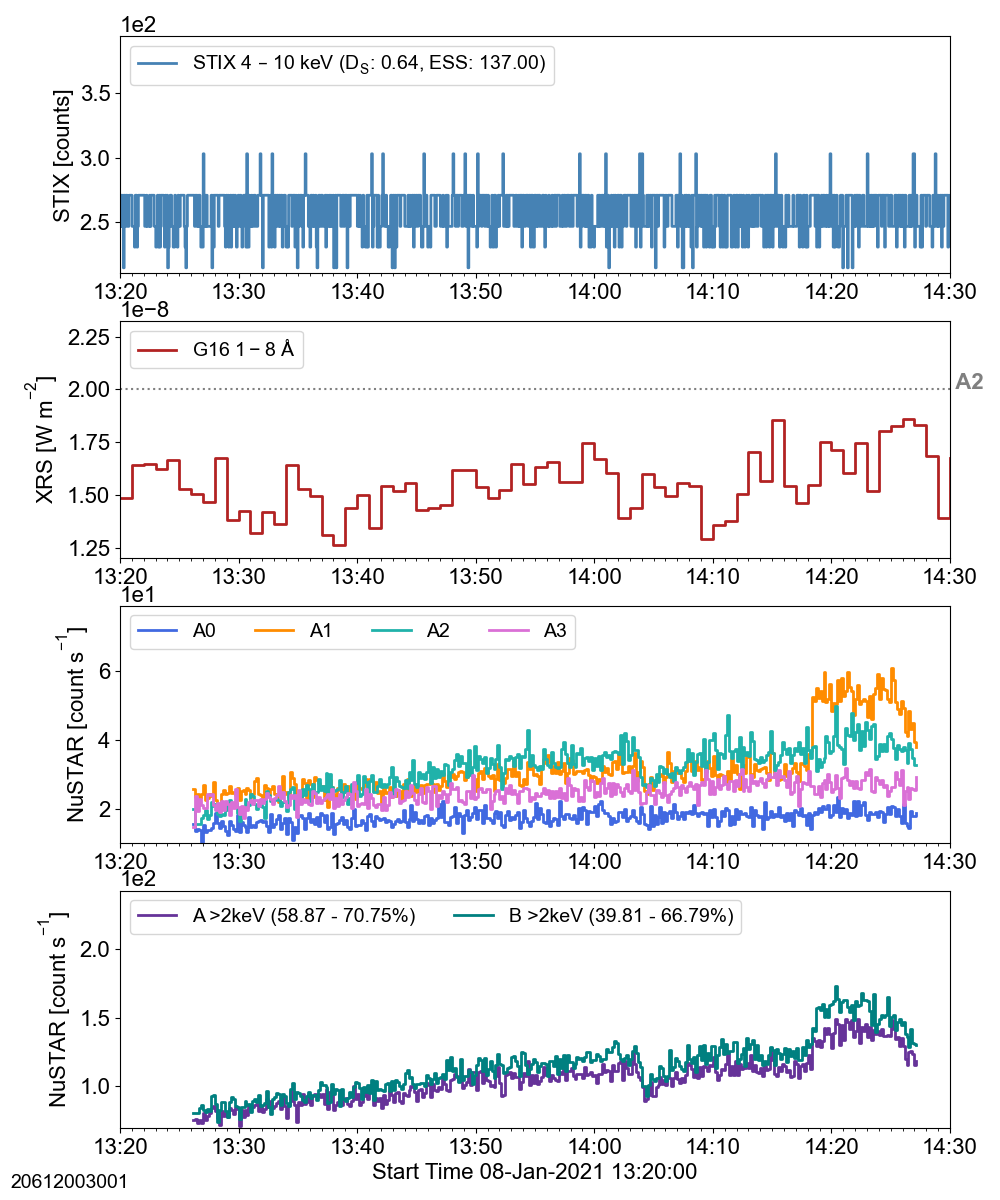 1e2
STIX 4 – 10 keV (D_S: 0.64, ESS: 137.00)
STIX [counts]
3.5
3.0
2.5
13:20 13:30 13:40 13:50 14:00 14:10 14:20 14:30
1e−8
G16 1 – 8 Å
XRS [W m⁻²]
2.25
2.00
1.75
1.50
1.25
A2
13:20 13:30 13:40 13:50 14:00 14:10 14:20 14:30
1e1
A0 A1 A2 A3
NuSTAR [count s⁻¹]
6
4
2
13:20 13:30 13:40 13:50 14:00 14:10 14:20 14:30
1e2
A >2keV (58.87 - 70.75%) B >2keV (39.81 - 66.79%)
NuSTAR [count s⁻¹]
2.0
1.5
1.0
13:20 13:30 13:40 13:50 14:00 14:10 14:20 14:30
Start Time 08-Jan-2021 13:20:00
20612003001